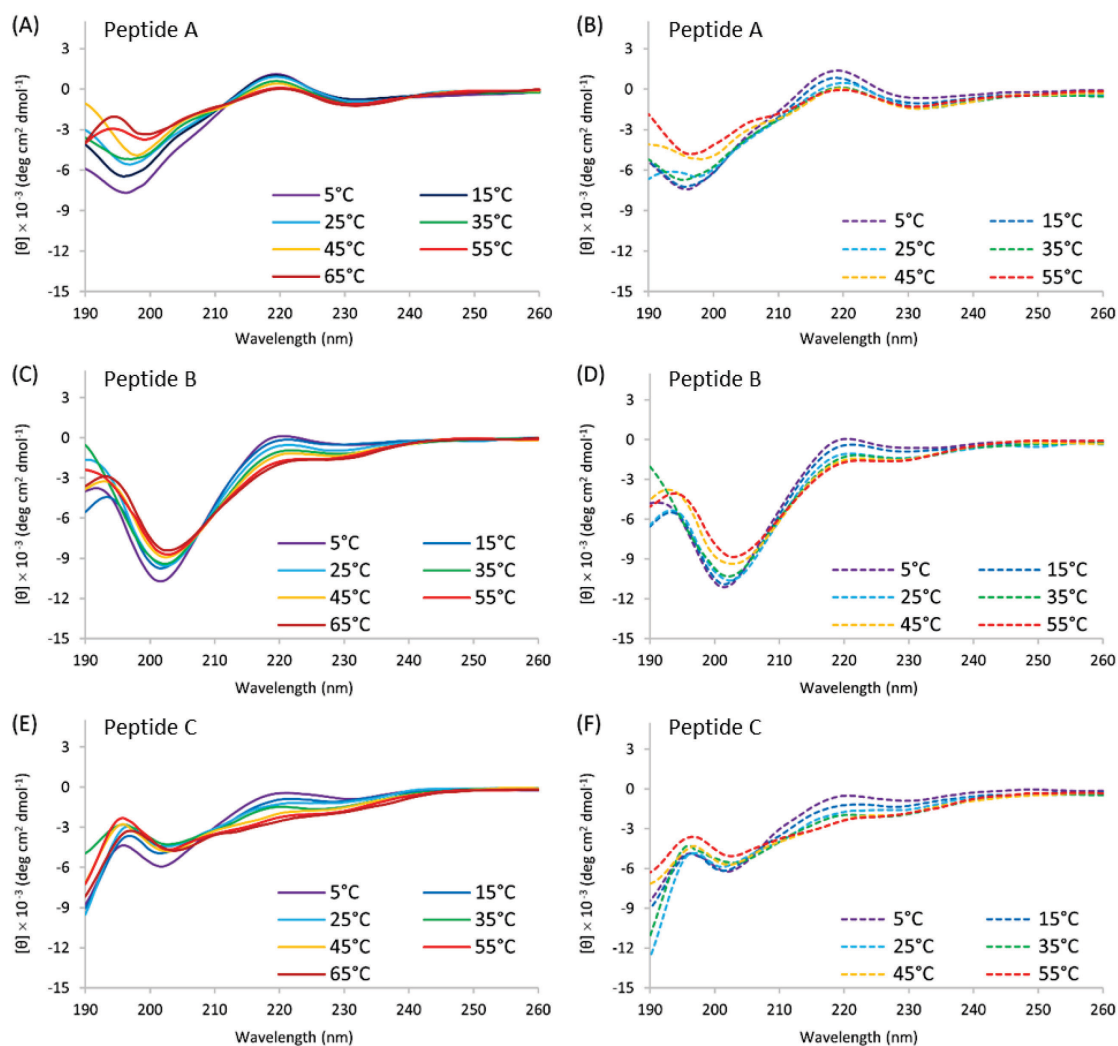 (A) Peptide A
3
0
-3
-6
-9
-12
-15
[θ] × 10⁻³ (deg cm² dmol⁻¹)
5°C 15°C
25°C 35°C
45°C 55°C
65°C
190 200 210 220 230 240 250 260
Wavelength (nm)
(B) Peptide A
3
0
-3
-6
-9
-12
-15
[θ] × 10⁻³ (deg cm² dmol⁻¹)
5°C 15°C
25°C 35°C
45°C 55°C
190 200 210 220 230 240 250 260
Wavelength (nm)
(C) Peptide B
3
0
-3
-6
-9
-12
-15
[θ] × 10⁻³ (deg cm² dmol⁻¹)
5°C 15°C
25°C 35°C
45°C 55°C
65°C
190 200 210 220 230 240 250 260
Wavelength (nm)
(D) Peptide B
3
0
-3
-6
-9
-12
-15
[θ] × 10⁻³ (deg cm² dmol⁻¹)
5°C 15°C
25°C 35°C
45°C 55°C
190 200 210 220 230 240 250 260
Wavelength (nm)
(E) Peptide C
3
0
-3
-6
-9
-12
-15
[θ] × 10⁻³ (deg cm² dmol⁻¹)
5°C 15°C
25°C 35°C
45°C 55°C
65°C
190 200 210 220 230 240 250 260
Wavelength (nm)
(F) Peptide C
3
0
-3
-6
-9
-12
-15
[θ] × 10⁻³ (deg cm² dmol⁻¹)
5°C 15°C
25°C 35°C
45°C 55°C
190 200 210 220 230 240 250 260
Wavelength (nm)